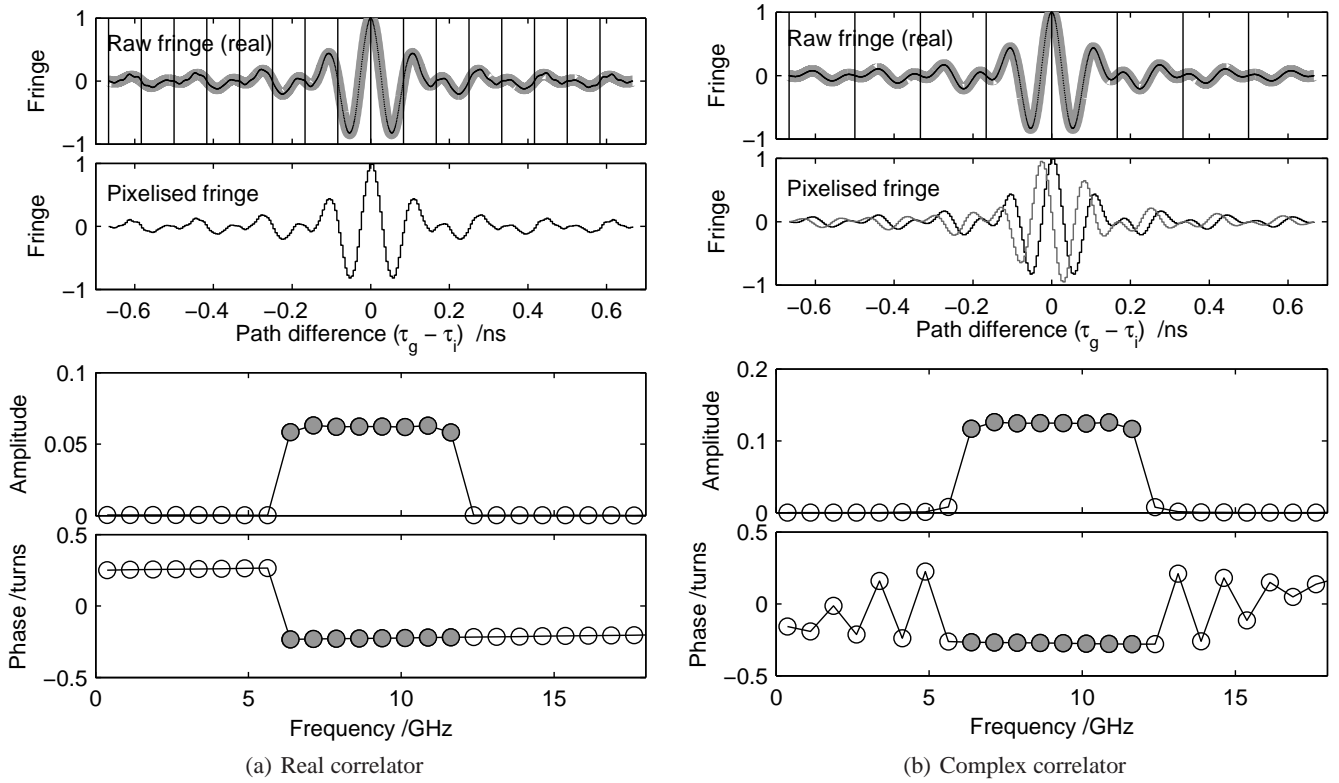 Raw fringe (real)
Fringe
1
0
−1
Pixelised fringe
Fringe
1
0
−1
−0.6 −0.4 −0.2 0 0.2 0.4 0.6
Path difference (τg − τi) /ns
Amplitude
0.1
0.05
0
Phase /turns
0.5
0
−0.5
0 5 10 15
Frequency /GHz
(a) Real correlator
Raw fringe (real)
Fringe
1
0
−1
Pixelised fringe
Fringe
1
0
−1
−0.6 −0.4 −0.2 0 0.2 0.4 0.6
Path difference (τg − τi) /ns
Amplitude
0.2
0.1
0
Phase /turns
0.5
0
−0.5
0 5 10 15
Frequency /GHz
(b) Complex correlator